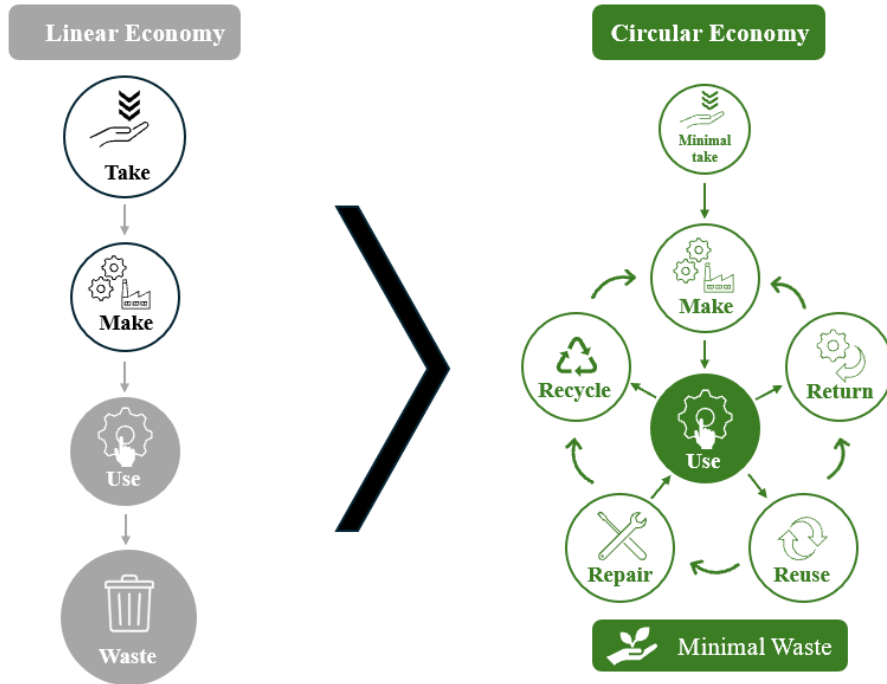 Linear Economy
Take
Make
Use
Waste
Circular Economy
Minimal
take
Make
Recycle
Return
Use
Repair
Reuse
Minimal Waste